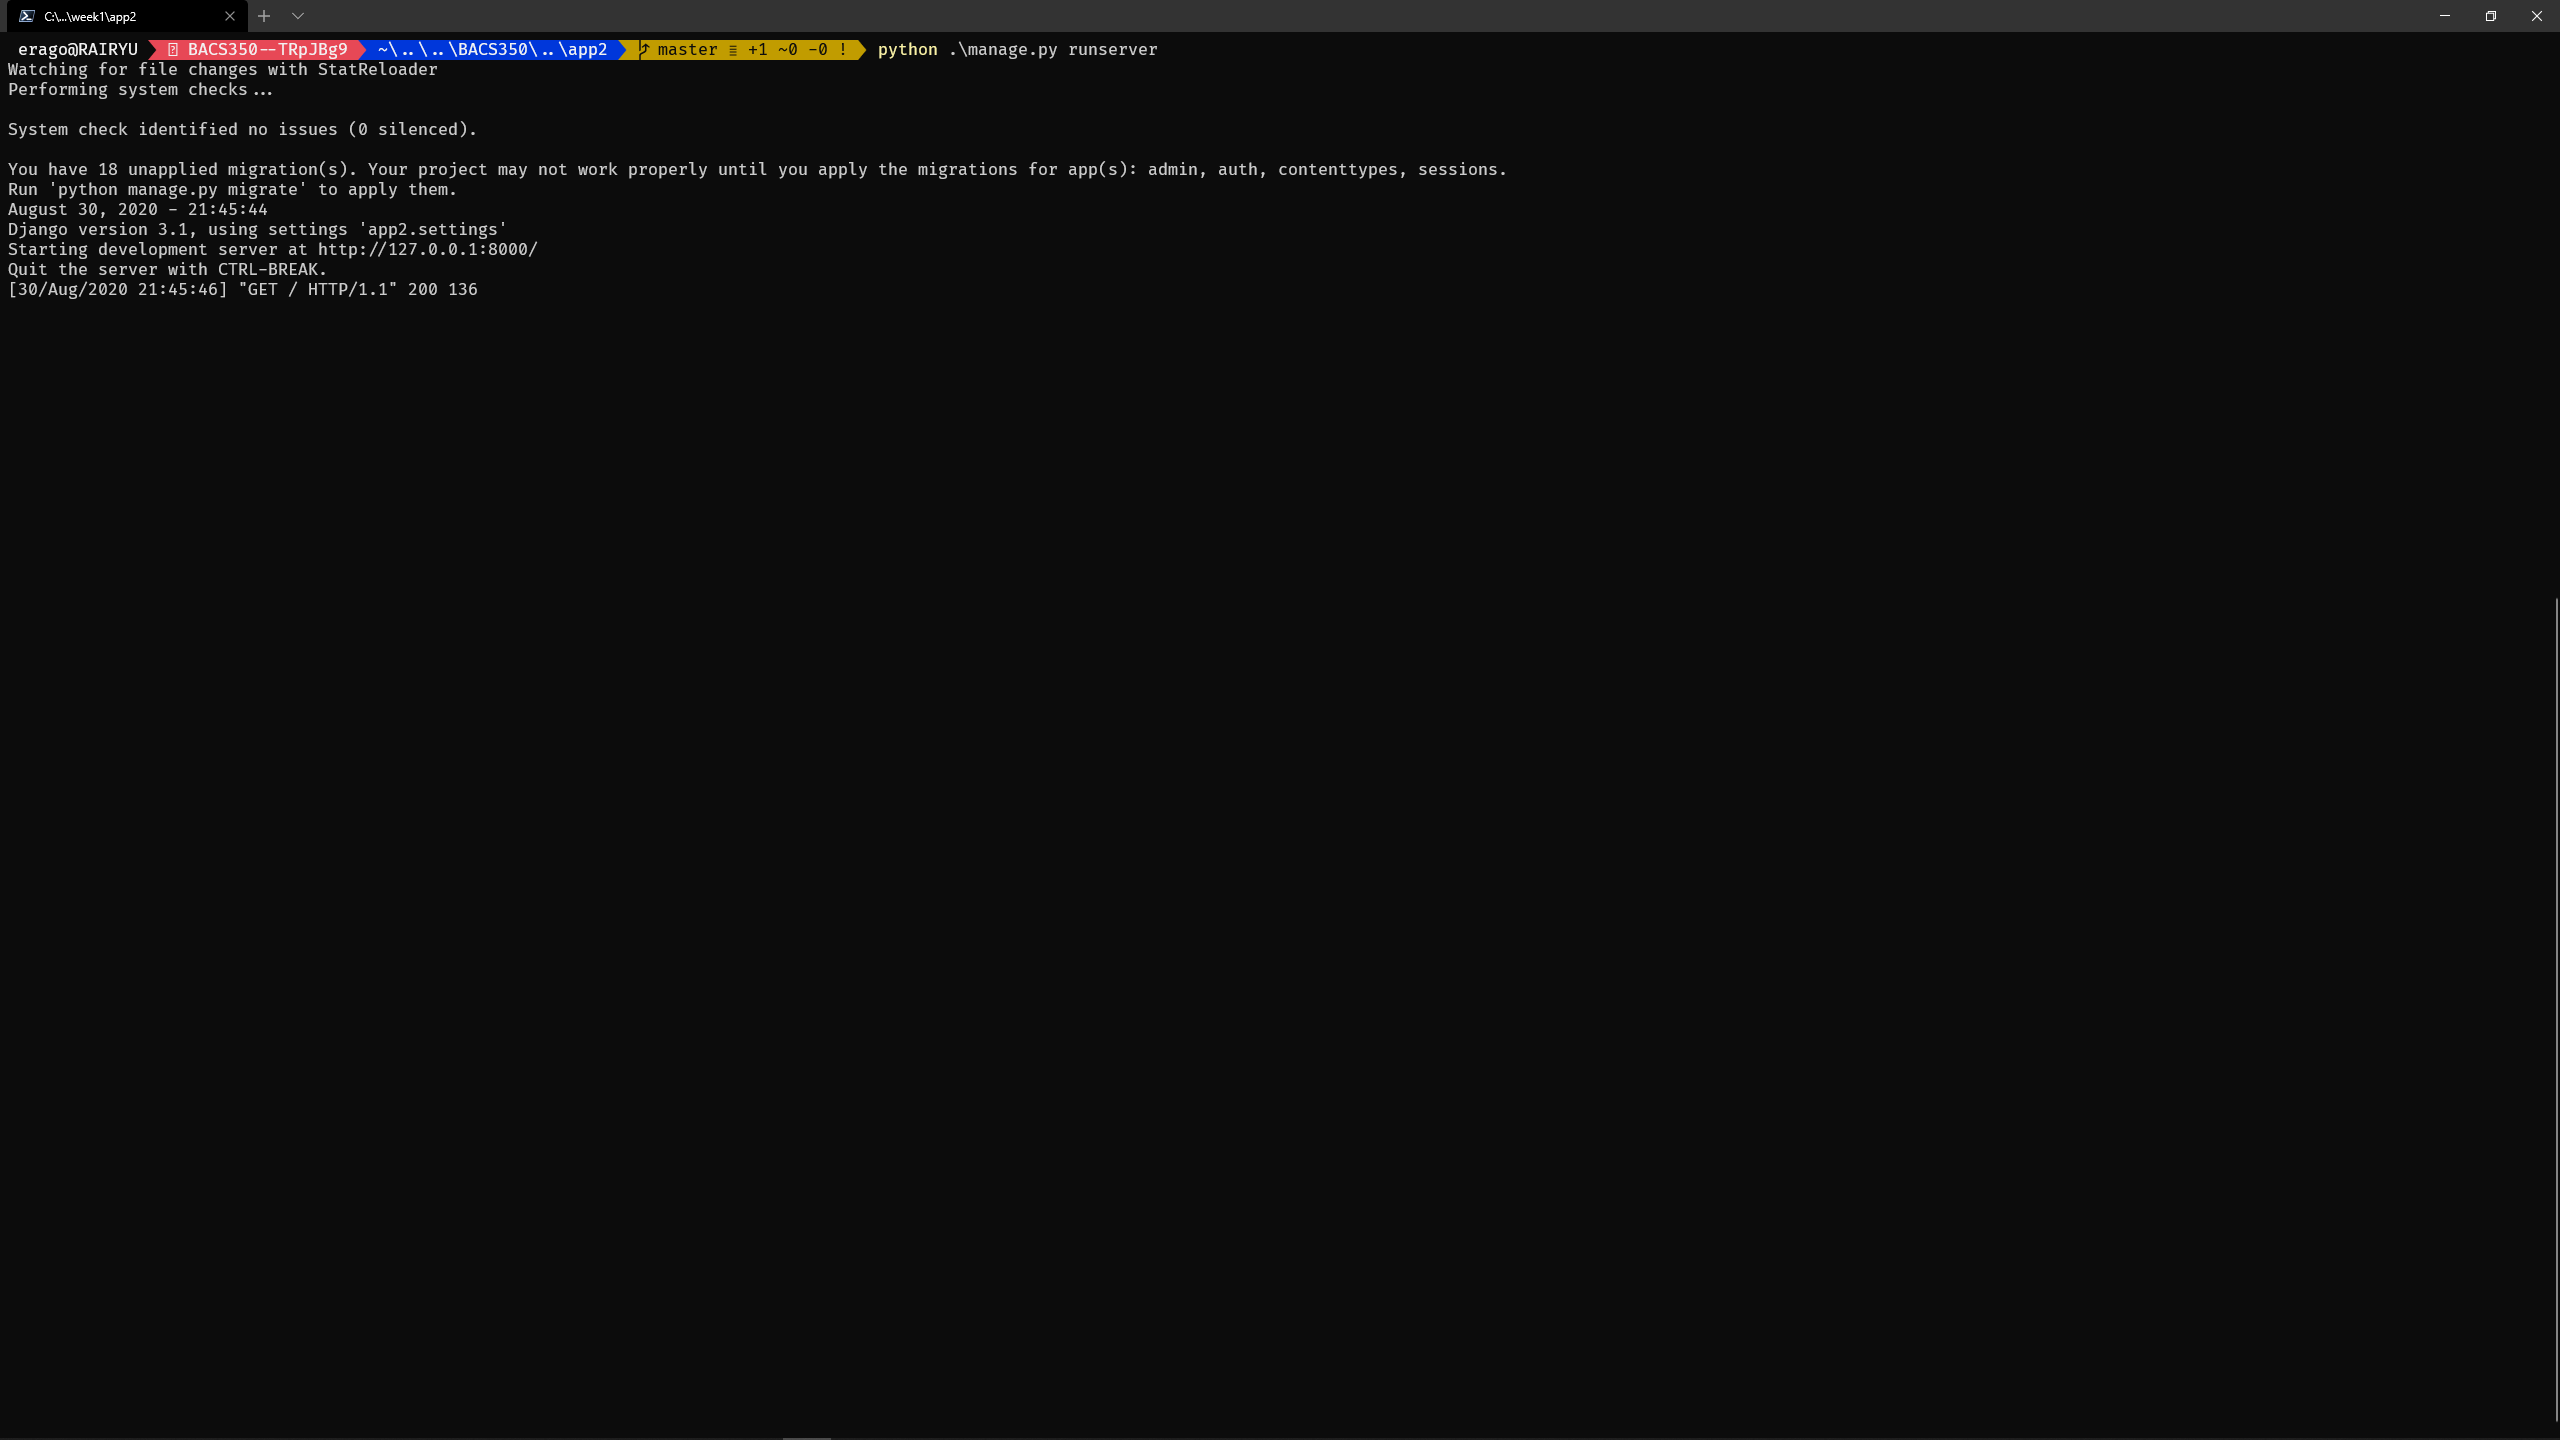 C:\...\week1\app2
erago@RAIRYU BACS350--TRpJBg9 ~\..\..\BACS350\..\app2 master ≡ +1 ~0 -0 ! python .\manage.py runserver
Watching for file changes with StatReloader
Performing system checks...
System check identified no issues (0 silenced).
You have 18 unapplied migration(s). Your project may not work properly until you apply the migrations for app(s): admin, auth, contenttypes, sessions.
Run 'python manage.py migrate' to apply them.
August 30, 2020 - 21:45:44
Django version 3.1, using settings 'app2.settings'
Starting development server at http://127.0.0.1:8000/
Quit the server with CTRL-BREAK.
[30/Aug/2020 21:45:46] "GET / HTTP/1.1" 200 136